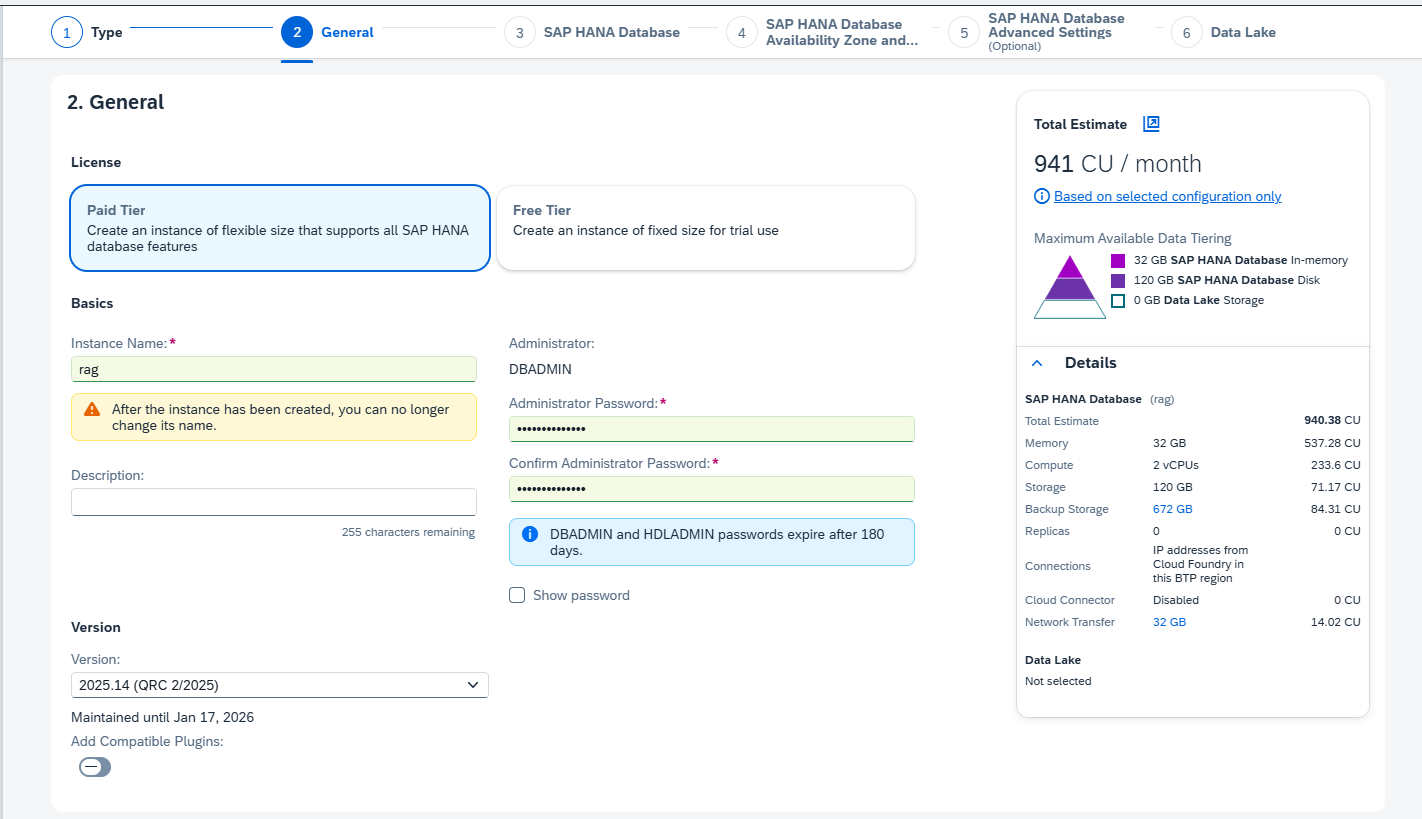 1 Type
2 General
3 SAP HANA Database
4 SAP HANA Database
Availability Zone and...
5 SAP HANA Database
Advanced Settings
(Optional)
6 Data Lake
2. General
License
Paid Tier
Create an instance of flexible size that supports all SAP HANA
database features
Free Tier
Create an instance of fixed size for trial use
Basics
Instance Name:*
rag
After the instance has been created, you can no longer
change its name.
Description:
255 characters remaining
Administrator:
DBADMIN
Administrator Password:*
••••••••••••••
Confirm Administrator Password:*
••••••••••••••
DBADMIN and HDLADMIN passwords expire after 180
days.
Show password
Version
Version:
2025.14 (QRC 2/2025)
Maintained until Jan 17, 2026
Add Compatible Plugins:
Total Estimate
941 CU / month
Based on selected configuration only
Maximum Available Data Tiering
32 GB SAP HANA Database In-memory
120 GB SAP HANA Database Disk
0 GB Data Lake Storage
Details
SAP HANA Database (rag)
Total Estimate 940.38 CU
Memory 32 GB 537.28 CU
Compute 2 vCPUs 233.6 CU
Storage 120 GB 71.17 CU
Backup Storage 672 GB 84.31 CU
Replicas 0 0 CU
Connections IP addresses from
Cloud Foundry in
this BTP region
Cloud Connector Disabled 0 CU
Network Transfer 32 GB 14.02 CU
Data Lake
Not selected